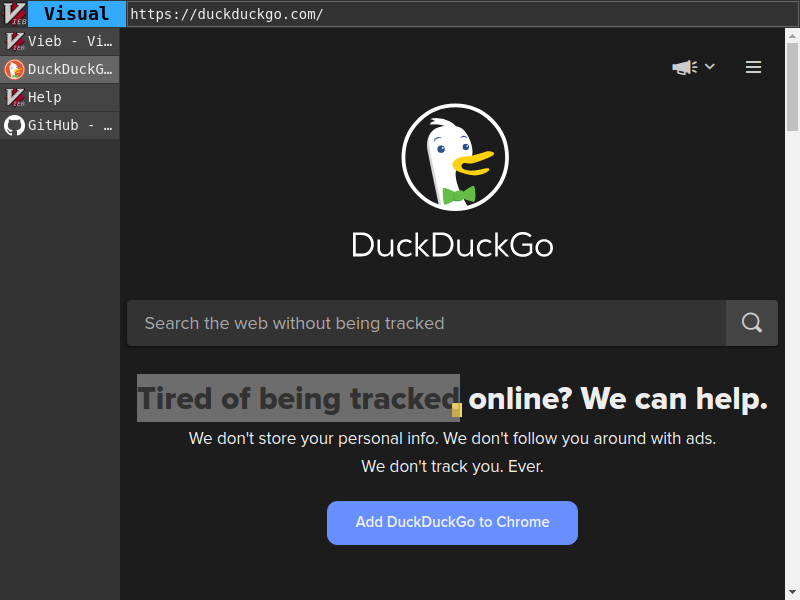 Visual https://duckduckgo.com/
Vieb - Vi...
DuckDuckG...
Help
GitHub - ...
DuckDuckGo
Search the web without being tracked
Tired of being tracked online? We can help.
We don't store your personal info. We don't follow you around with ads.
We don't track you. Ever.
Add DuckDuckGo to Chrome